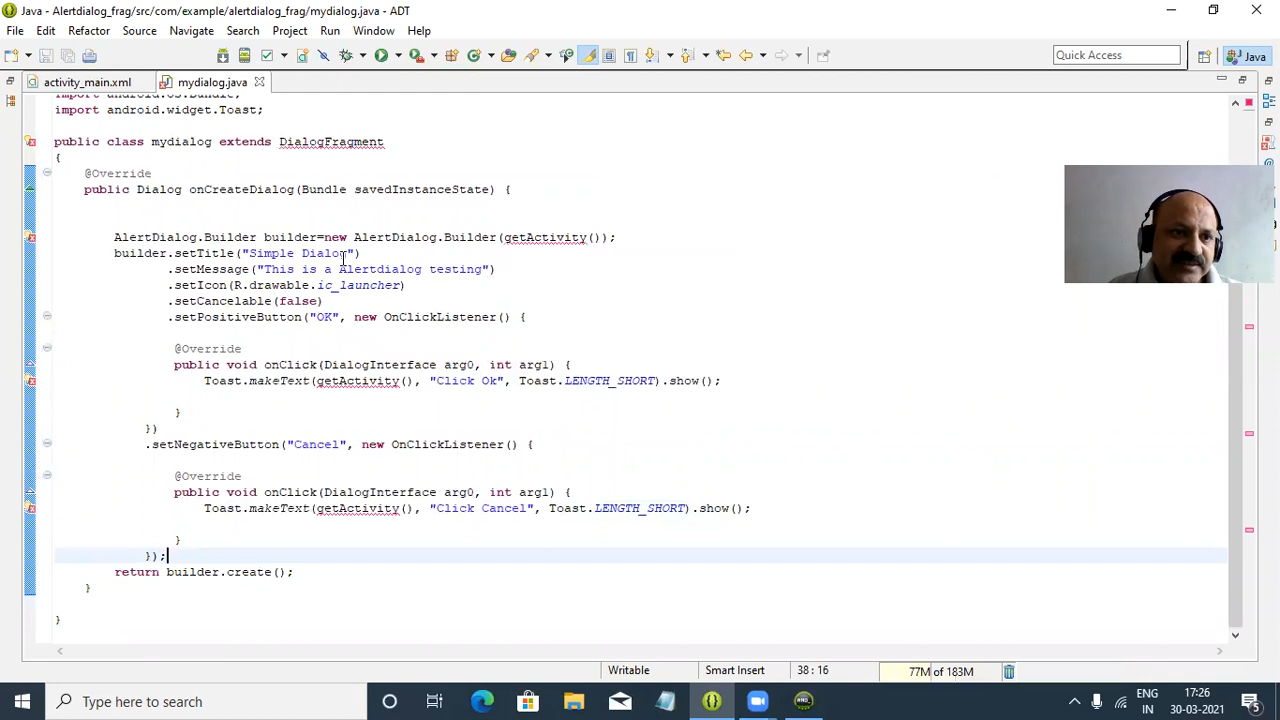 Java - Alertdialog_frag/src/com/example/alertdialog_frag/mydialog.java - ADT
File Edit Refactor Source Navigate Search Project Run Window Help
Quick Access
Java
activity_main.xml
mydialog.java
import android.os.Bundle;
import android.widget.Toast;
public class mydialog extends DialogFragment
{
@Override
public Dialog onCreateDialog(Bundle savedInstanceState) {
AlertDialog.Builder builder=new AlertDialog.Builder(getActivity());
builder.setTitle("Simple Dialog")
.setMessage("This is a Alertdialog testing")
.setIcon(R.drawable.ic_launcher)
.setCancelable(false)
.setPositiveButton("OK", new OnClickListener() {
@Override
public void onClick(DialogInterface arg0, int arg1) {
Toast.makeText(getActivity(), "Click Ok", Toast.LENGTH_SHORT).show();
}
})
.setNegativeButton("Cancel", new OnClickListener() {
@Override
public void onClick(DialogInterface arg0, int arg1) {
Toast.makeText(getActivity(), "Click Cancel", Toast.LENGTH_SHORT).show();
}
});
return builder.create();
}
}
Writable
Smart Insert
38 : 16
77M of 183M
Type here to search
ENG
IN
17:26
30-03-2021
5